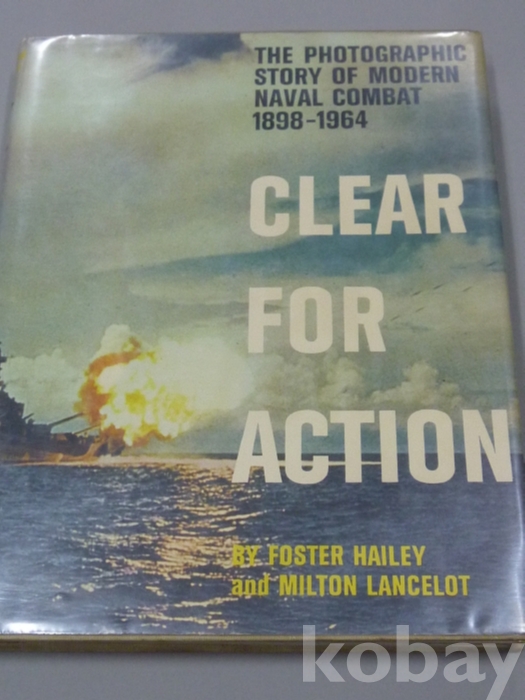 THE PHOTOGRAPHIC
STORY OF MODERN
NAVAL COMBAT
1898-1964
CLEAR
FOR
ACTION
BY FOSTER HAILEY
and MILTON LANCELOT
kobay